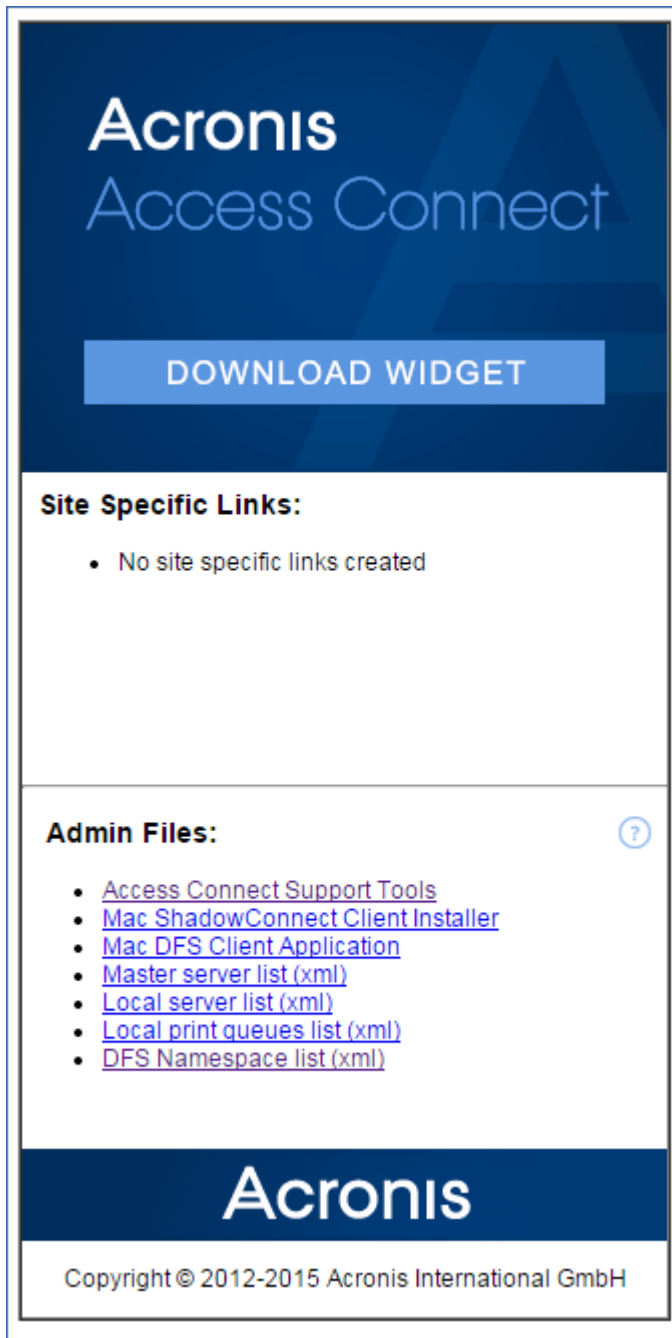 Acronis
Access Connect
DOWNLOAD WIDGET
Site Specific Links:
• No site specific links created
Admin Files:
?
• Access Connect Support Tools
• Mac ShadowConnect Client Installer
• Mac DFS Client Application
• Master server list (xml)
• Local server list (xml)
• Local print queues list (xml)
• DFS Namespace list (xml)
Acronis
Copyright © 2012-2015 Acronis International GmbH